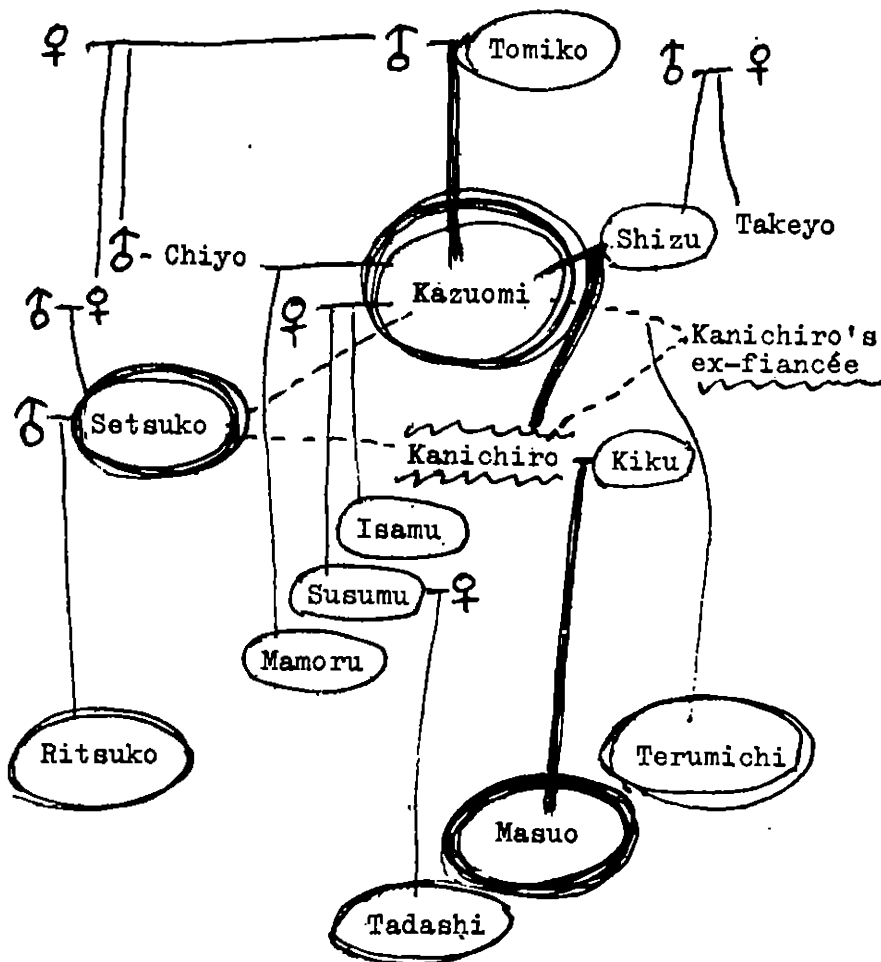 ♀ ♂ Tomiko ♂ ♀
Shizu Takeyo
♂ Chiyo
Kazuomi
♂ ♀ ♀
Kanichiro's
ex-fiancée
♂ Setsuko
Kanichiro Kiku
Isamu
Susumu ♀
Mamoru
Ritsuko Terumichi
Masuo
Tadashi